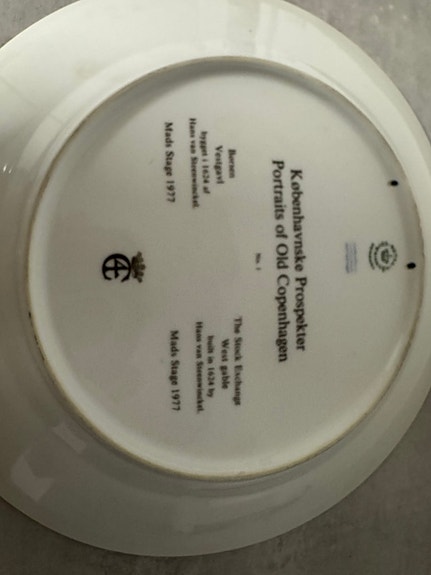 Københavnske Prospekter
Portraits of Old Copenhagen
No. 1
Børsen
Vestgavl
bygget i 1624 af
Hans van Steenwinckel.
Mads Stage 1977
The Stock Exchange
West gable
built in 1624 by
Hans van Steenwinckel.
Mads Stage 1977